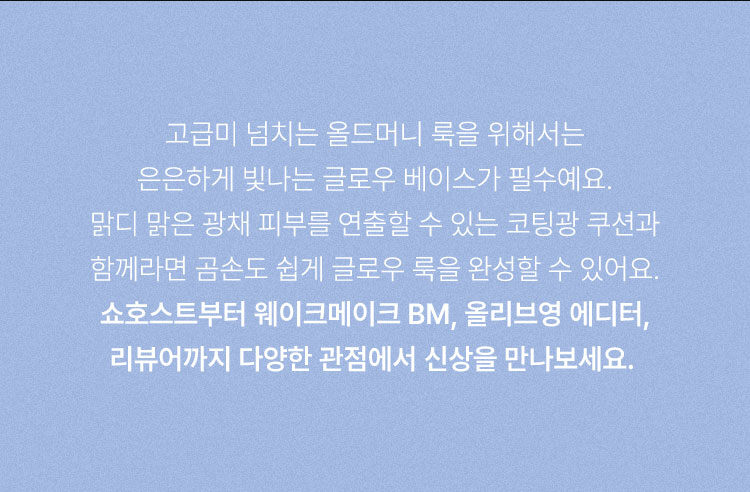 고급미 넘치는 올드머니 룩을 위해서는
은은하게 빛나는 글로우 베이스가 필수예요.
맑디 맑은 광채 피부를 연출할 수 있는 코팅광 쿠션과
함께라면 곰손도 쉽게 글로우 룩을 완성할 수 있어요.
쇼호스트부터 웨이크메이크 BM, 올리브영 에디터,
리뷰어까지 다양한 관점에서 신상을 만나보세요.